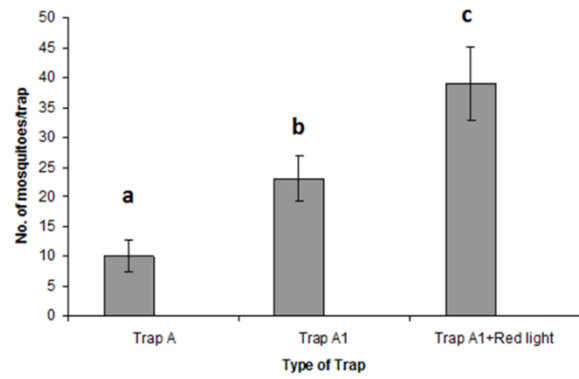 50
45
40
35
30
25
20
15
10
5
0
No. of mosquitoes/trap
a
b
c
Trap A
Trap A1
Trap A1+Red light
Type of Trap